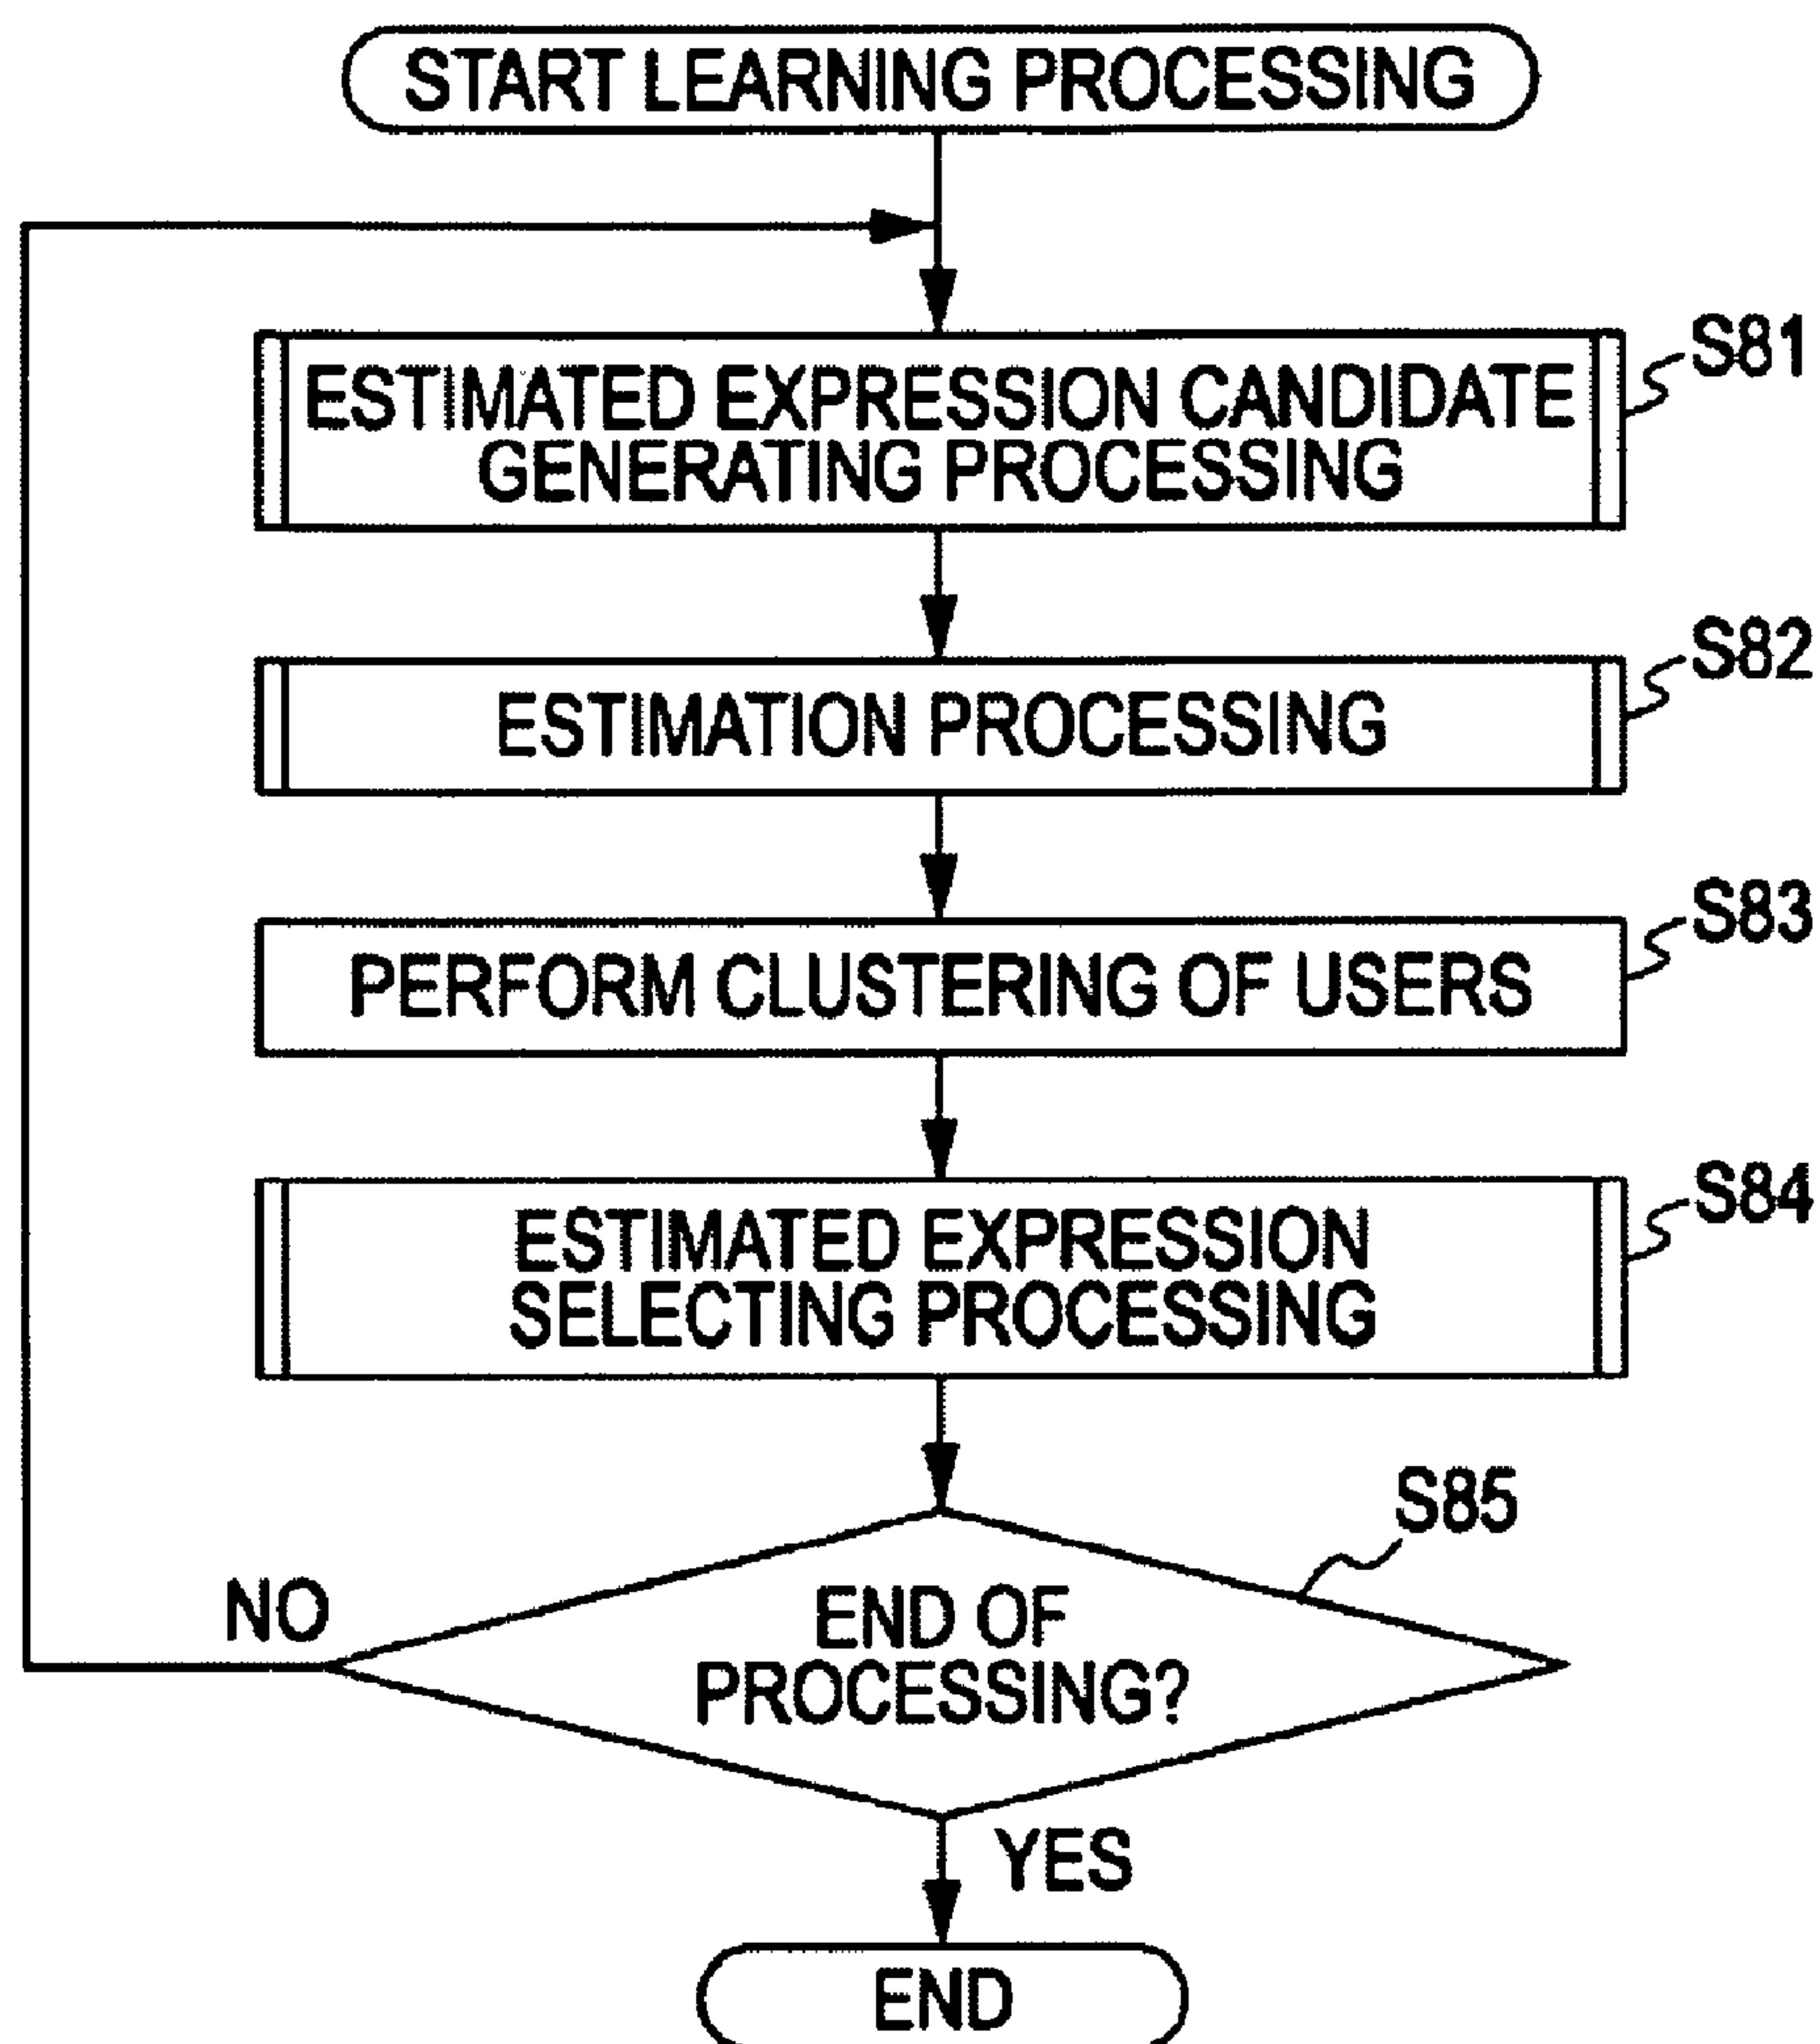 START LEARNING PROCESSING
ESTIMATED EXPRESSION CANDIDATE
GENERATING PROCESSING
S81
ESTIMATION PROCESSING
S82
PERFORM CLUSTERING OF USERS
S83
ESTIMATED EXPRESSION
SELECTING PROCESSING
S84
END OF
PROCESSING?
S85
NO
YES
END